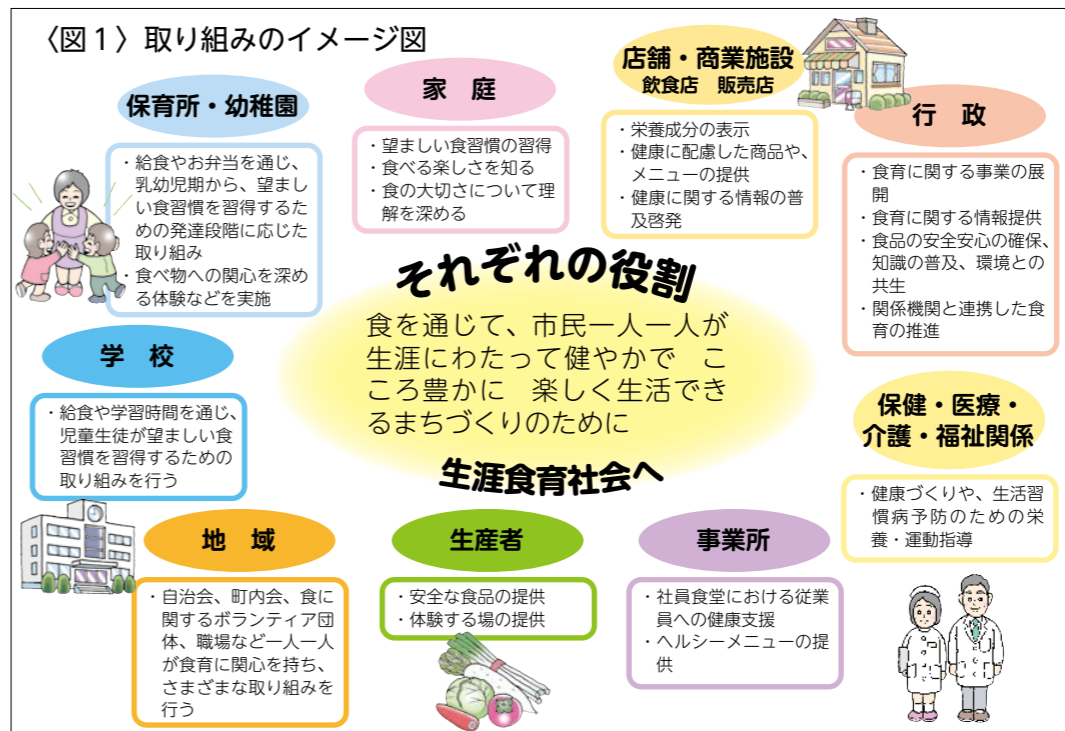 〈図１〉取り組みのイメージ図
保育所・幼稚園
・給食やお弁当を通じ、
乳幼児期から、望まし
い食習慣を習得するた
めの発達段階に応じた
取り組み
・食べ物への関心を深め
る体験などを実施
家　庭
・望ましい食習慣の習得
・食べる楽しさを知る
・食の大切さについて理
解を深める
店舗・商業施設
飲食店　販売店
・栄養成分の表示
・健康に配慮した商品や、
メニューの提供
・健康に関する情報の普
及啓発
行　政
・食育に関する事業の展
開
・食育に関する情報提供
・食品の安全安心の確保、
知識の普及、環境との
共生
・関係機関と連携した食
育の推進
それぞれの役割
食を通じて、市民一人一人が
生涯にわたって健やかで　こ
ころ豊かに　楽しく生活でき
るまちづくりのために
生涯食育社会へ
学　校
・給食や学習時間を通じ、
児童生徒が望ましい食
習慣を習得するための
取り組みを行う
保健・医療・
介護・福祉関係
・健康づくりや、生活習
慣病予防のための栄
養・運動指導
地　域
・自治会、町内会、食に
関するボランティア団
体、職場など一人一人
が食育に関心を持ち、
さまざまな取り組みを
行う
生産者
・安全な食品の提供
・体験する場の提供
事業所
・社員食堂における従業
員への健康支援
・ヘルシーメニューの提
供